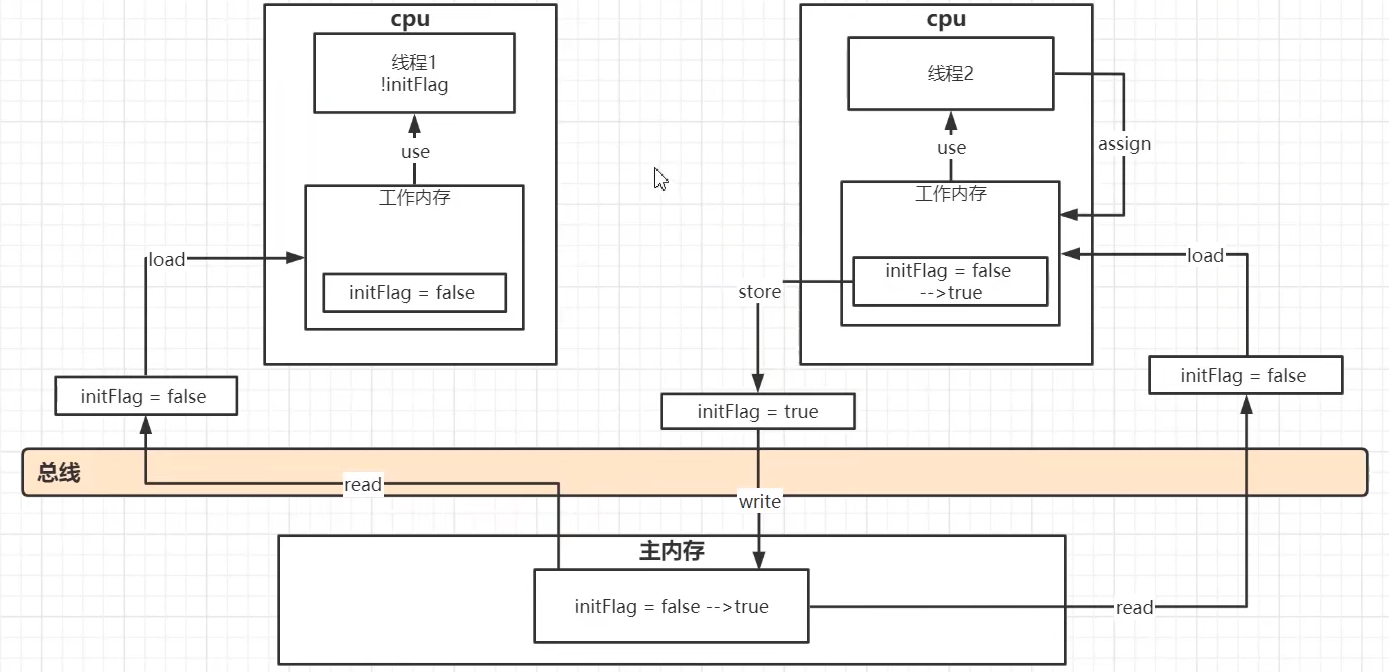 cpu
线程1
!initFlag
use
工作内存
initFlag = false
load
initFlag = false
cpu
线程2
use
assign
工作内存
initFlag = false
-->true
store
load
initFlag = true
initFlag = false
总线
read
write
主内存
initFlag = false -->true
read